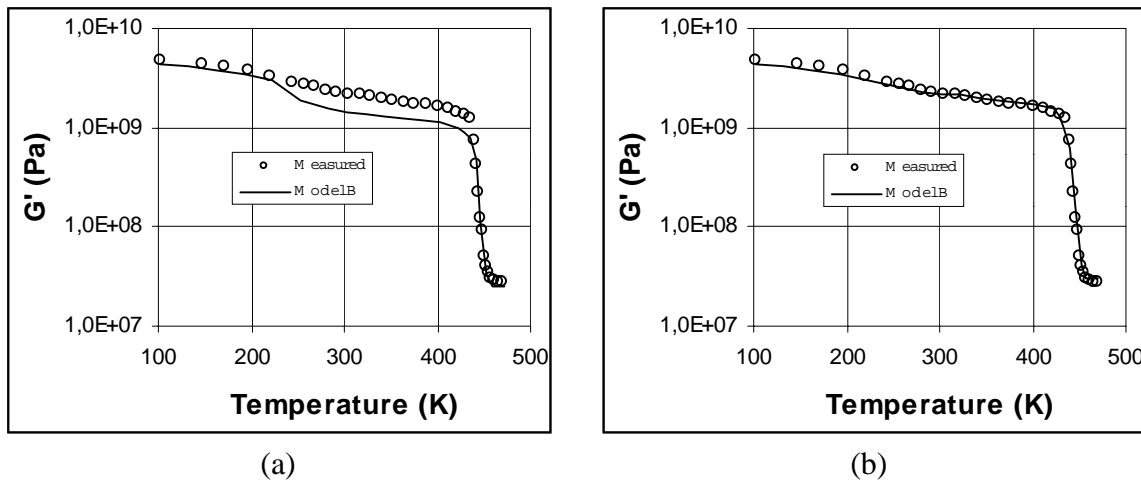 1,0E+10
1,0E+09
1,0E+08
1,0E+07
G' (Pa)
M easured
M odelB
100 200 300 400 500
Temperature (K)
(a)
1,0E+10
1,0E+09
1,0E+08
1,0E+07
G' (Pa)
M easured
M odelB
100 200 300 400 500
Temperature (K)
(b)